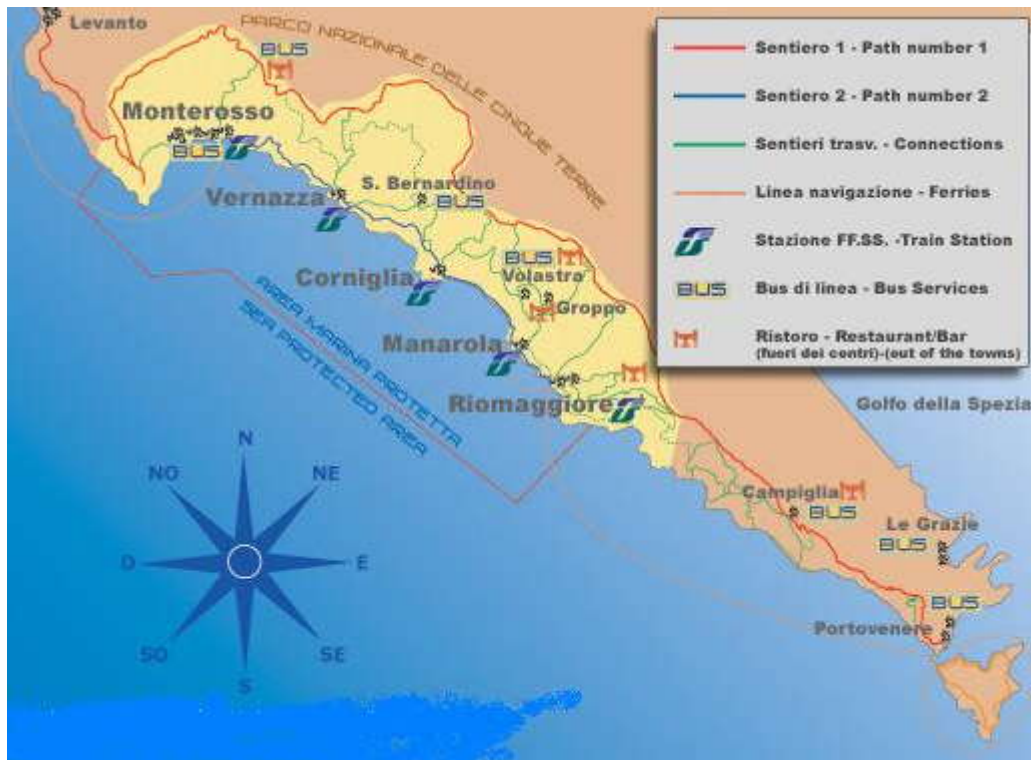 Levanto
PARCO NAZIONALE DELLE CINQUE TERRE
BUS
Monterosso
BUS
Vernazza
S. Bernardino
BUS
Corniglia
BUS
Volastra
Groppo
Manarola
Riomaggiore
AREA MARINA PROTETTA
SEA PROTECTED AREA
Campiglia
BUS
Le Grazie
BUS
BUS
Portovenere
Golfo della Spezia
Sentiero 1 - Path number 1
Sentiero 2 - Path number 2
Sentieri trasv. - Connections
Linea navigazione - Ferries
Stazione FF.SS. -Train Station
BUS Bus di linea - Bus Services
Ristoro - Restaurant/Bar
(fuori dei centri)-(out of the towns)
N
NO NE
O E
SO SE
S